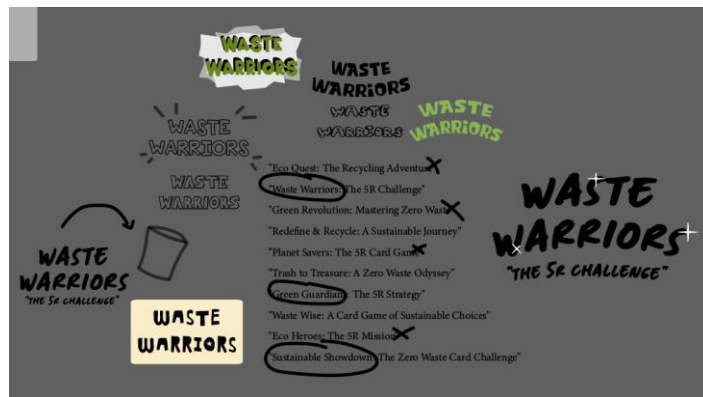 WASTE
WARRIORS
WASTE
WARRIORS
WASTE
WARRIORS
WASTE
WARRIORS
WASTE
WARRIORS
WASTE
WARRIORS
"Eco Quest: The Recycling Adventure"
"Waste Warriors: The 5R Challenge"
"Green Revolution: Mastering Zero Waste"
"Redefine & Recycle: A Sustainable Journey"
"Planet Savers: The 5R Card Game"
"Trash to Treasure: A Zero Waste Odyssey"
"Green Guardians: The 5R Strategy"
"Waste Wise: A Card Game of Sustainable Choices"
"Eco Heroes: The 5R Mission"
"Sustainable Showdown: The Zero Waste Card Challenge"
WASTE
WARRIORS
"THE 5R CHALLENGE"
WASTE
WARRIORS
WASTE
WARRIORS
"THE 5R CHALLENGE"